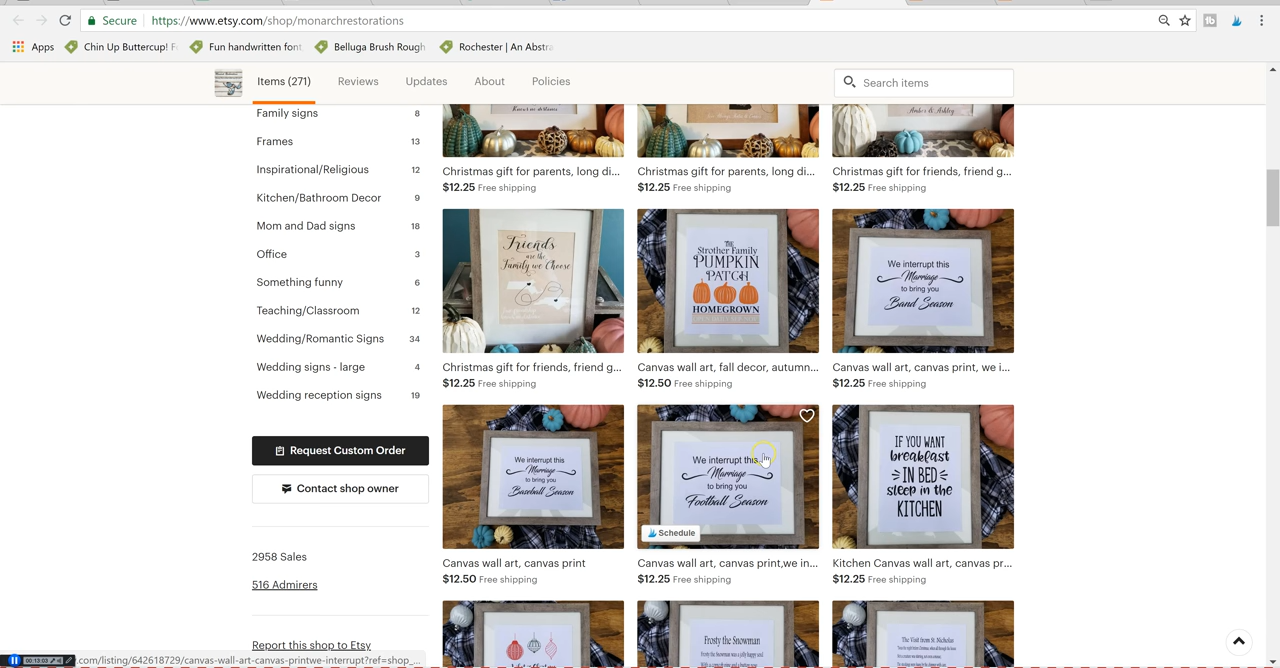 Secure
https://www.etsy.com/shop/monarchrestorations
Apps
Chin Up Buttercup! F
Fun handwritten font
Belluga Brush Rough
Rochester | An Abstra
Items (271)
Reviews
Updates
About
Policies
Search items
Family signs 8
Frames 13
Inspirational/Religious 12
Kitchen/Bathroom Decor 9
Mom and Dad signs 18
Office 3
Something funny 6
Teaching/Classroom 12
Wedding/Romantic Signs 34
Wedding signs - large 4
Wedding reception signs 19
Request Custom Order
Contact shop owner
2958 Sales
516 Admirers
Report this shop to Etsy
.com/listing/642618729/canvas-wall-art-canvas-printwe-interrupt?ref=shop_...
00:13:03
Amber & Ashley
Christmas gift for parents, long di...
$12.25 Free shipping
Christmas gift for parents, long di...
$12.25 Free shipping
Christmas gift for friends, friend g...
$12.25 Free shipping
Friends
are the
Family we Choose
Christmas gift for friends, friend g...
$12.25 Free shipping
THE
Strother Family
PUMPKIN
PATCH
HOMEGROWN
Canvas wall art, fall decor, autumn...
$12.50 Free shipping
We interrupt this
Marriage
to bring you
Band Season
Canvas wall art, canvas print, we i...
$12.25 Free shipping
We interrupt this
Marriage
to bring you
Baseball Season
Canvas wall art, canvas print
$12.50 Free shipping
We interrupt this
Marriage
to bring you
Football Season
Schedule
Canvas wall art, canvas print,we in...
$12.25 Free shipping
IF YOU WANT
breakfast
IN BED
sleep in the
KITCHEN
Kitchen Canvas wall art, canvas pr...
$12.25 Free shipping
Frosty the Snowman
Frosty the Snowman was a jolly happy soul
The Visit from St. Nicholas